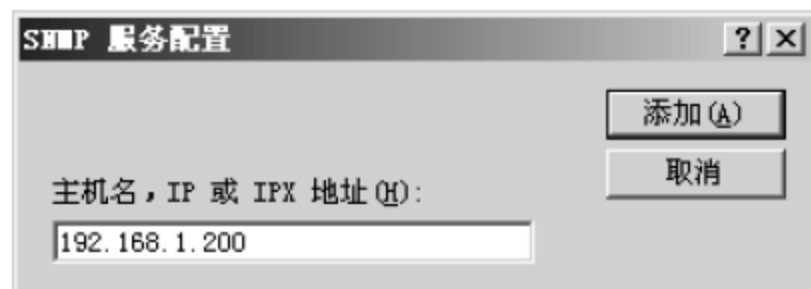 SNMP 服务配置
添加(A)
取消
主机名，IP 或 IPX 地址(H):
192.168.1.200